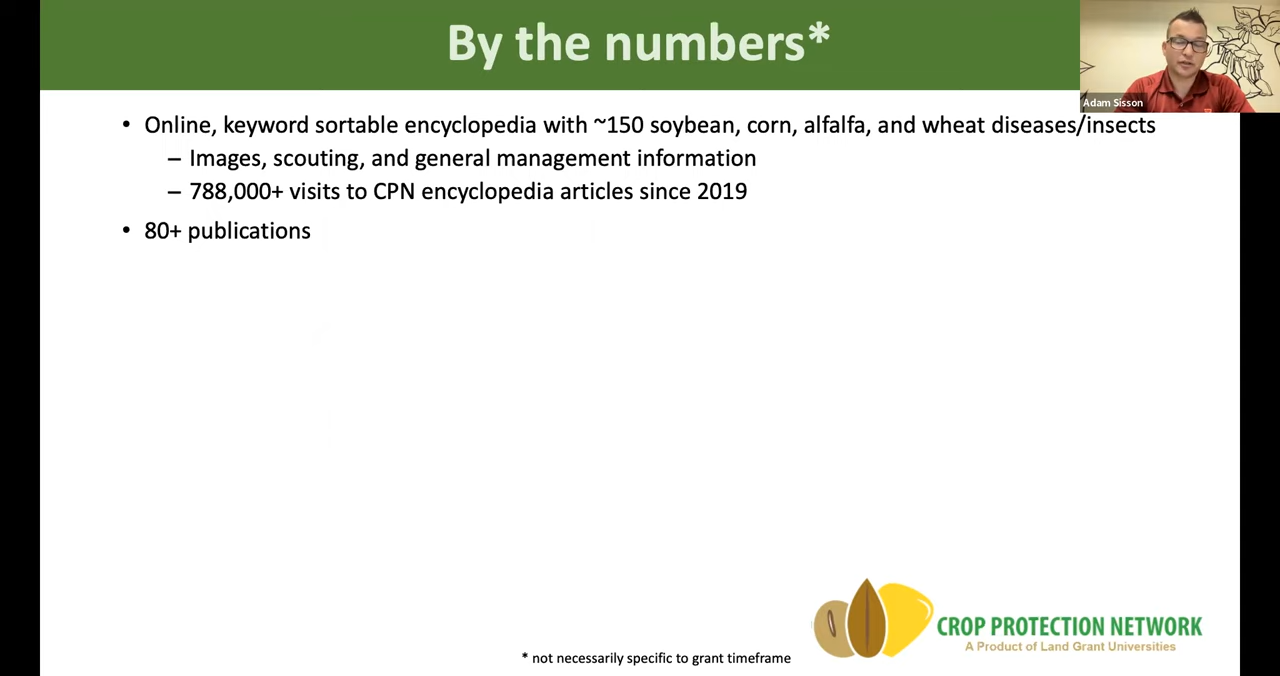 By the numbers*
Adam Sisson
• Online, keyword sortable encyclopedia with ~150 soybean, corn, alfalfa, and wheat diseases/insects
– Images, scouting, and general management information
– 788,000+ visits to CPN encyclopedia articles since 2019
• 80+ publications
CROP PROTECTION NETWORK
A Product of Land Grant Universities
* not necessarily specific to grant timeframe